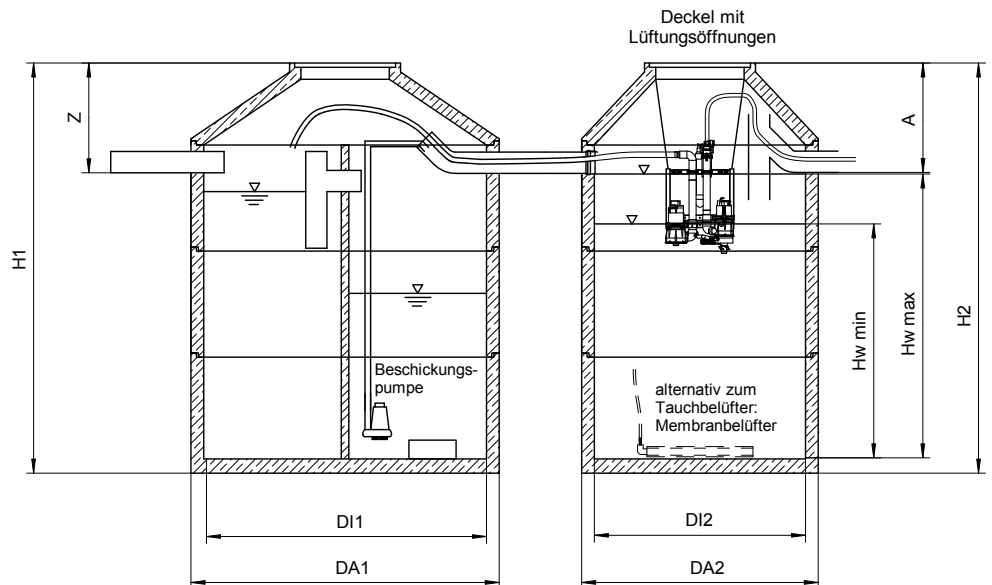 Deckel mit
Lüftungsöffnungen
Z
A
H1
H2
Hw min
Hw max
Beschickungs-
pumpe
alternativ zum
Tauchbelüfter:
Membranbelüfter
DI1
DI2
DA1
DA2